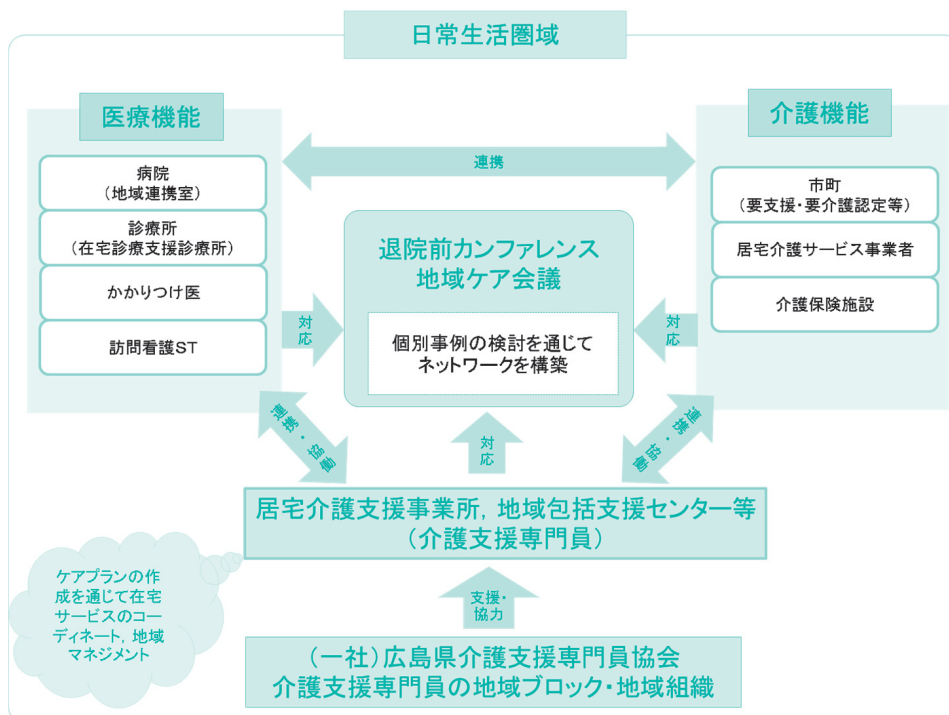 日常生活圏域
医療機能
病院
（地域連携室）
診療所
（在宅診療支援診療所）
かかりつけ医
訪問看護ST
連携
介護機能
市町
（要支援・要介護認定等）
居宅介護サービス事業者
介護保険施設
退院前カンファレンス
地域ケア会議
個別事例の検討を通じて
ネットワークを構築
対応
対応
連携・協働
対応
連携・協働
居宅介護支援事業所，地域包括支援センター等
（介護支援専門員）
ケアプランの作
成を通じて在宅
サービスのコー
ディネート，地域
マネジメント
支援・
協力
（一社）広島県介護支援専門員協会
介護支援専門員の地域ブロック・地域組織